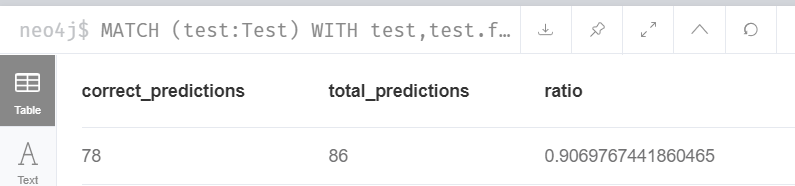 neo4j$ MATCH (test:Test) WITH test,test.f…
Table
correct_predictions total_predictions ratio
78 86 0.9069767441860465
Text